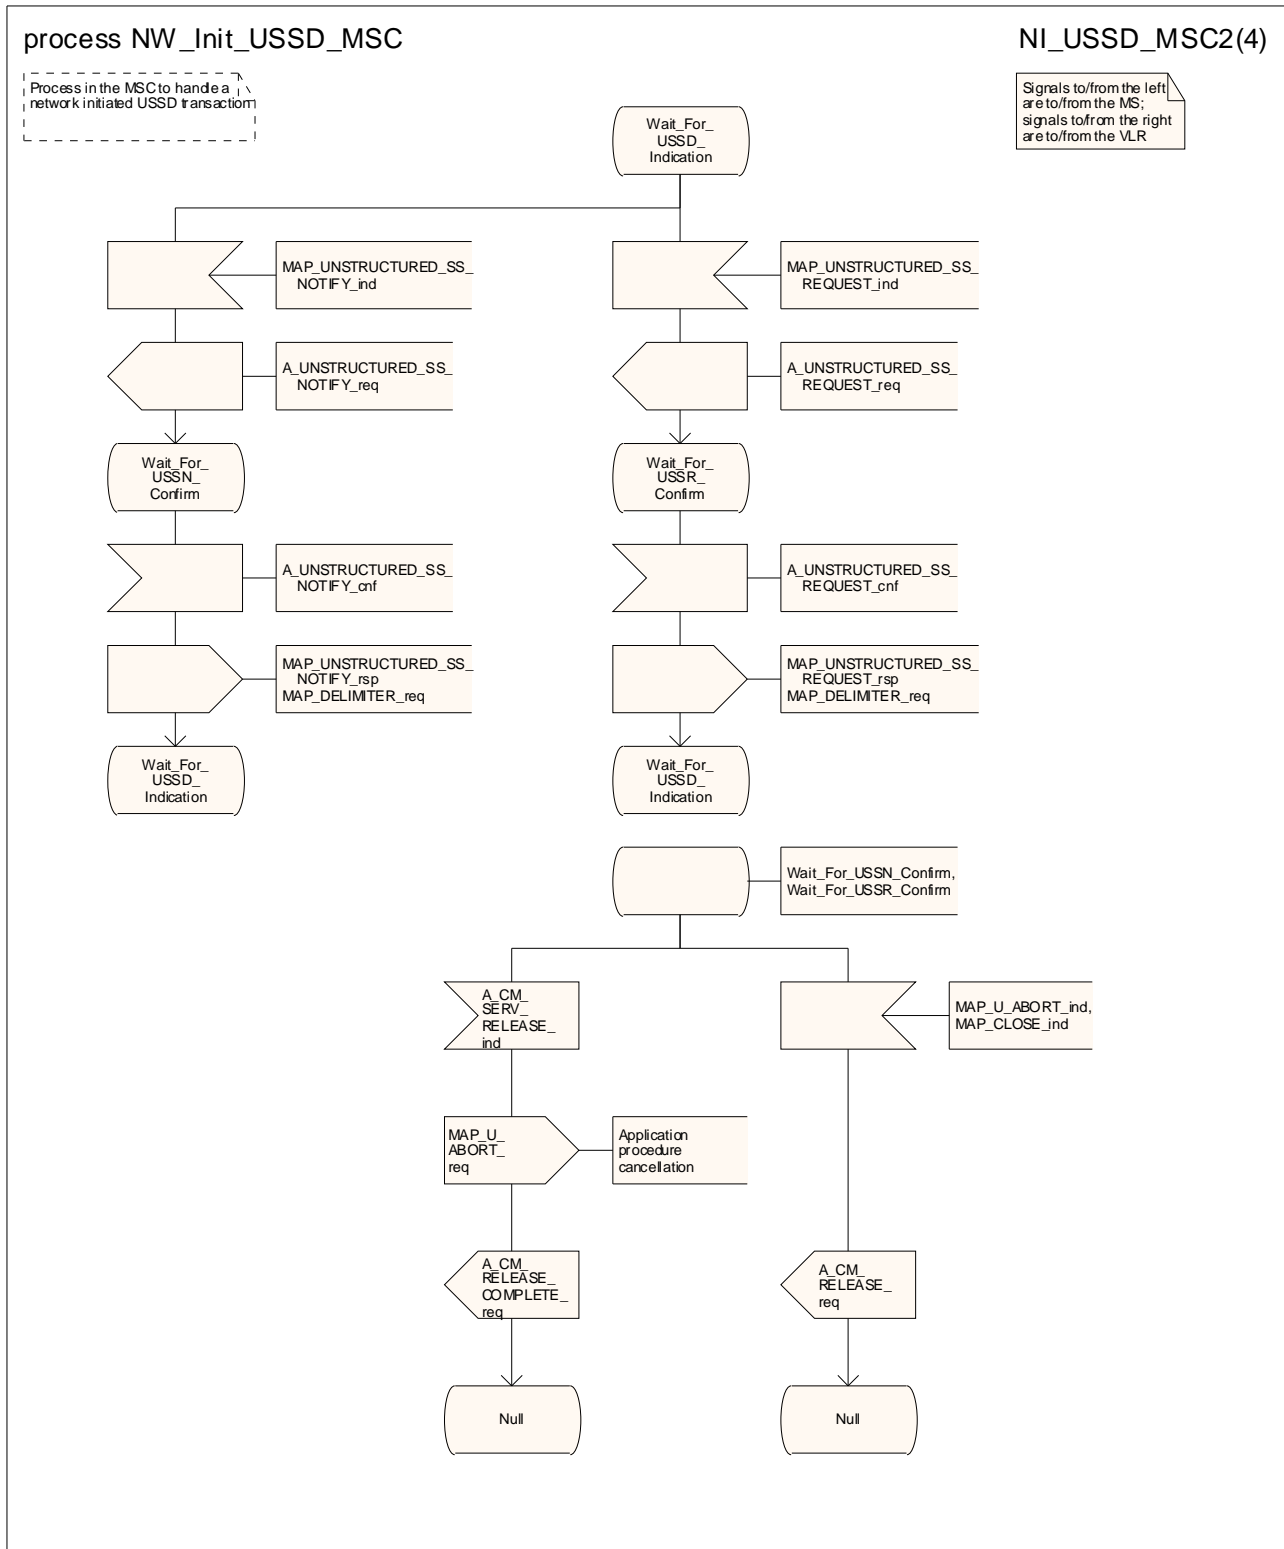 process NW_Init_USSD_MSC
NI_USSD_MSC2(4)
Process in the MSC to handle a
network initiated USSD transaction
Signals to/from the left
are to/from the MS;
signals to/from the right
are to/from the VLR
Wait_For_
USSD_
Indication
MAP_UNSTRUCTURED_SS_
NOTIFY_ind
MAP_UNSTRUCTURED_SS_
REQUEST_ind
A_UNSTRUCTURED_SS_
NOTIFY_req
A_UNSTRUCTURED_SS_
REQUEST_req
Wait_For_
USSN_
Confirm
Wait_For_
USSR_
Confirm
A_UNSTRUCTURED_SS_
NOTIFY_cnf
A_UNSTRUCTURED_SS_
REQUEST_cnf
MAP_UNSTRUCTURED_SS_
NOTIFY_rsp
MAP_DELIMITER_req
MAP_UNSTRUCTURED_SS_
REQUEST_rsp
MAP_DELIMITER_req
Wait_For_
USSD_
Indication
Wait_For_
USSD_
Indication
Wait_For_USSN_Confirm,
Wait_For_USSR_Confirm
A_CM_
SERV_
RELEASE_
ind
MAP_U_ABORT_ind,
MAP_CLOSE_ind
MAP_U_
ABORT_
req
Application
procedure
cancellation
A_CM_
RELEASE_
COMPLETE_
req
A_CM_
RELEASE_
req
Null
Null